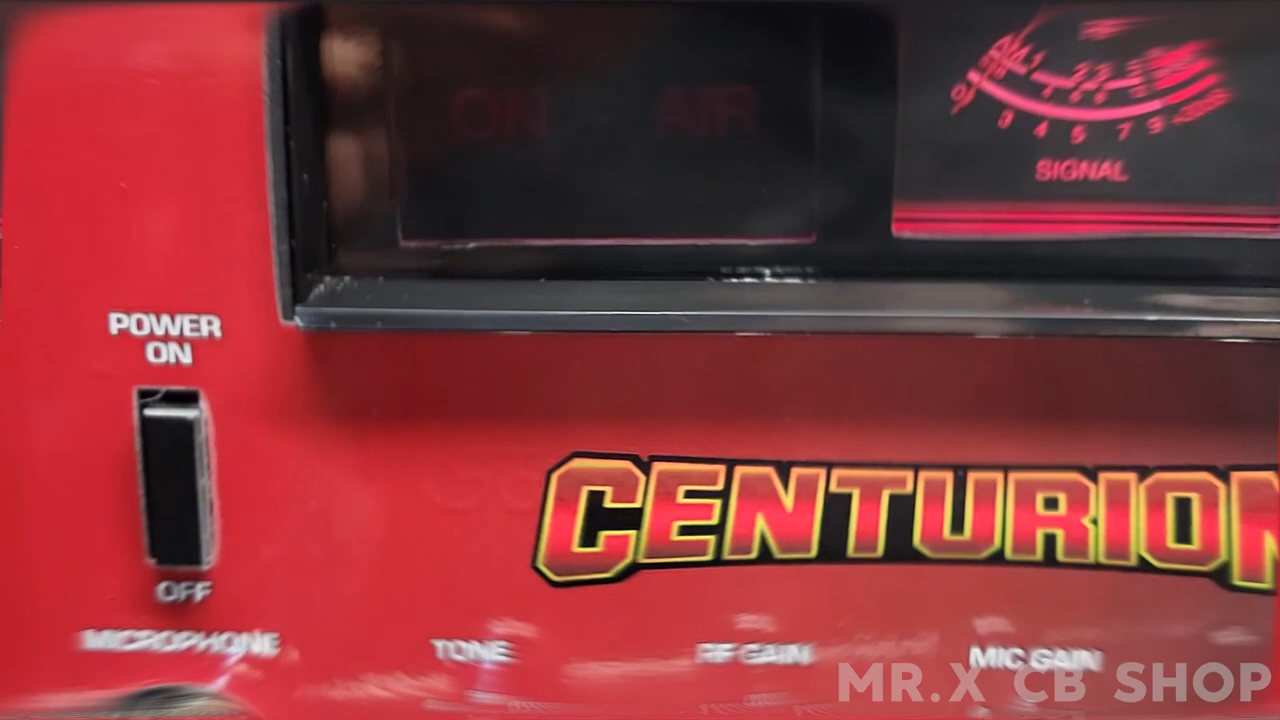 ON AIR
SIGNAL
POWER
ON
OFF
CENTURION
MICROPHONE
TONE
RF GAIN
MIC GAIN
MR.X CB SHOP